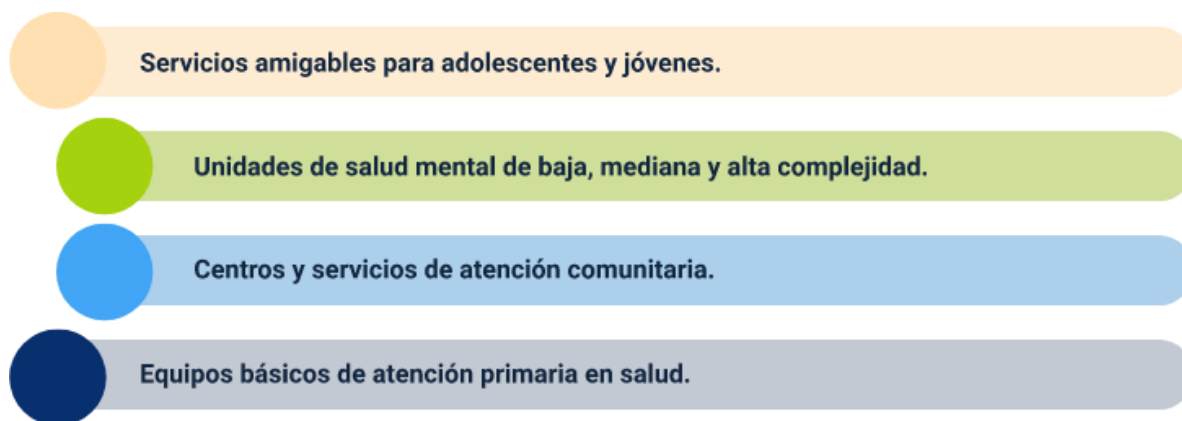 Servicios amigables para adolescentes y jóvenes.
Unidades de salud mental de baja, mediana y alta complejidad.
Centros y servicios de atención comunitaria.
Equipos básicos de atención primaria en salud.